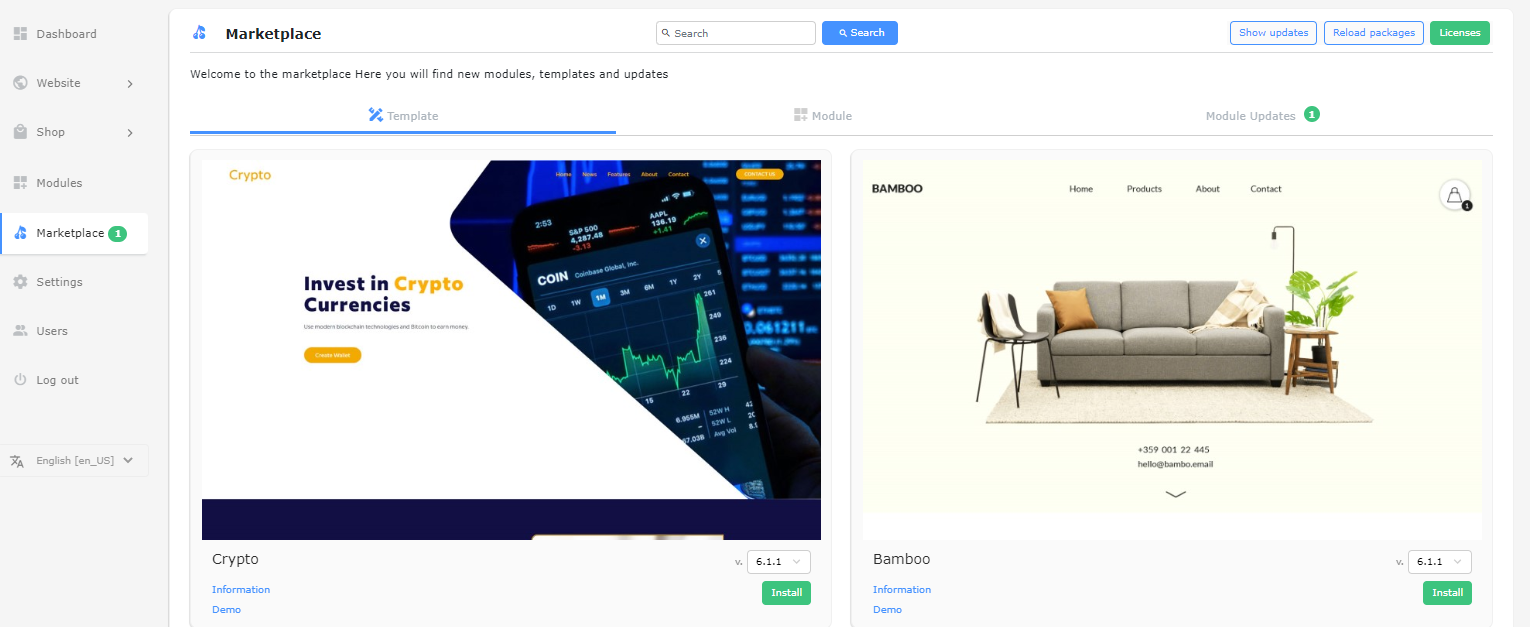 Dashboard
Website
Shop
Modules
Marketplace 1
Settings
Users
Log out
English [en_US]
Marketplace
Search
Search
Show updates
Reload packages
Licenses
Welcome to the marketplace Here you will find new modules, templates and updates
Template
Module
Module Updates 1
Crypto
Home News Features About Contact
CONTACT US
Invest in Crypto
Currencies
Use modern blockchain technologies and Bitcoin to earn money.
Create Wallet
2:53
S&P 500
4,287.48
-3.13
AAPL
136.19
+1.41
COIN Coinbase Global, Inc.
1D 1W 1M 3M 6M 1Y 2Y 5
261
249
236
224
15 22 29
6.955M
52W H
52W L
Avg Vol
Crypto
v. 6.1.1
Information
Install
Demo
BAMBOO
Home Products About Contact
1
+359 001 22 445
hello@bambo.email
Bamboo
v. 6.1.1
Information
Install
Demo